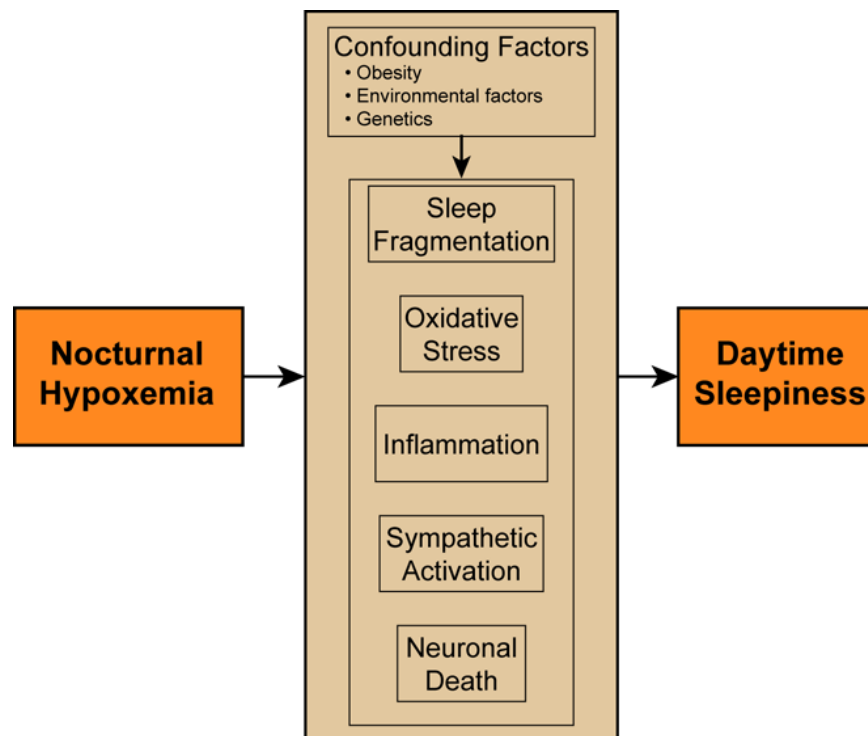 Confounding Factors
• Obesity
• Environmental factors
• Genetics
Sleep
Fragmentation
Oxidative
Stress
Inflammation
Sympathetic
Activation
Neuronal
Death
Nocturnal
Hypoxemia
Daytime
Sleepiness